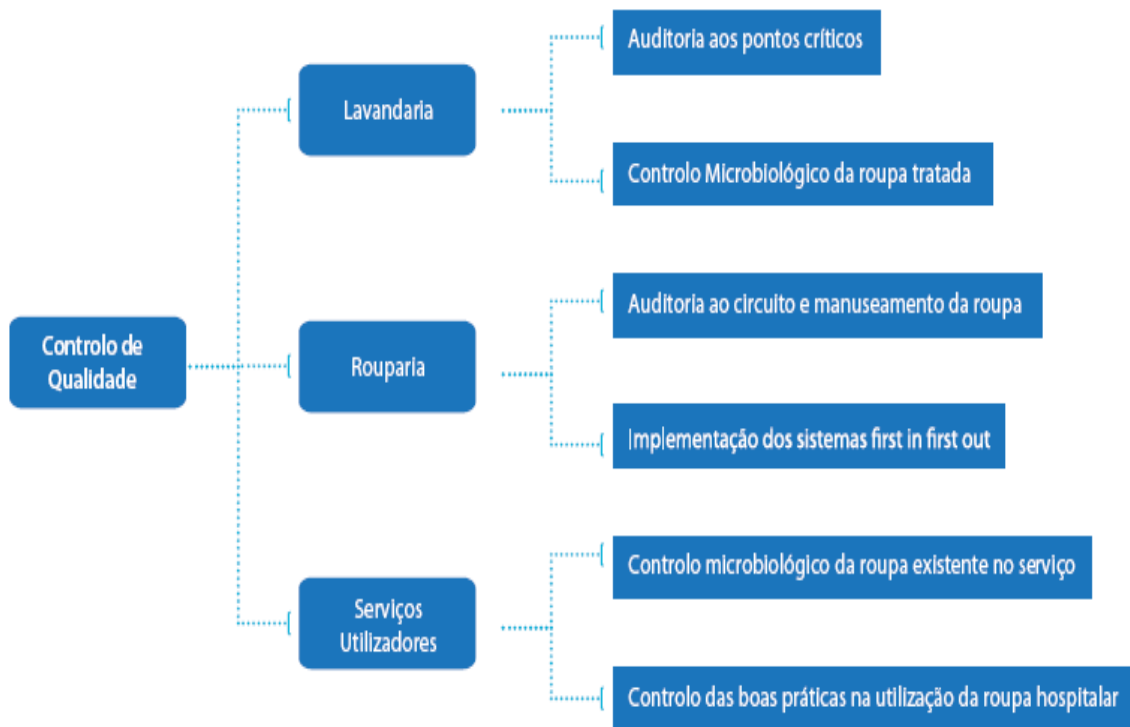 Controlo de
Qualidade
Lavandaria
Auditoria aos pontos críticos
Controlo Microbiológico da roupa tratada
Rouparia
Auditoria ao circuito e manuseamento da roupa
Implementação dos sistemas first in first out
Serviços
Utilizadores
Controlo microbiológico da roupa existente no serviço
Controlo das boas práticas na utilização da roupa hospitalar